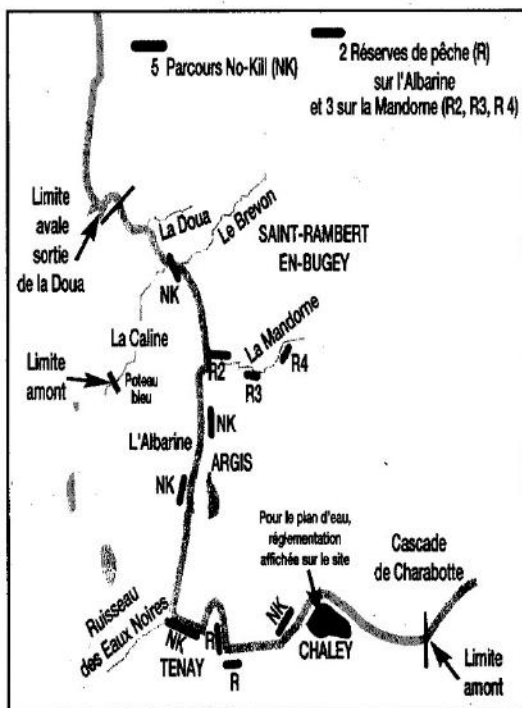 5 Parcours No-Kill (NK)
2 Réserves de pêche (R)
sur l'Albarine
et 3 sur la Mandorne (R2, R3, R 4)
Limite
avale
sortie
de la Doua
La Doua
Le Brevon
SAINT-RAMBERT
EN-BUGEY
NK
La Caline
Limite
amont
Poteau
bleu
La Mandorne
R2
R3
R4
L'Albarine
NK
ARGIS
NK
Pour le plan d'eau,
réglementation
affichée sur le site
Cascade
de Charabotte
Ruisseau
des Eaux Noires
NK
TENAY
R
R
NK
CHALEY
Limite
amont